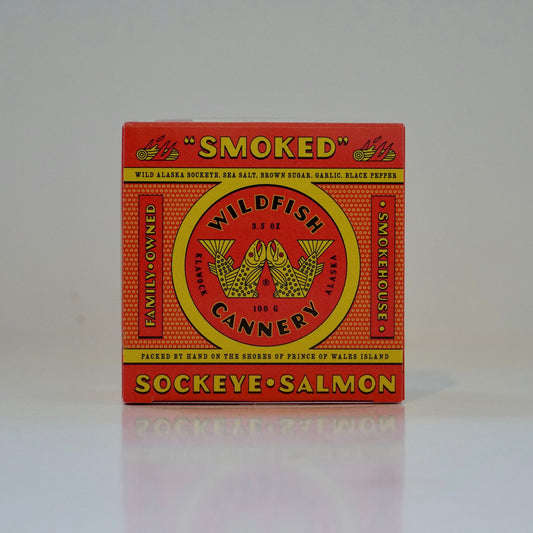 "SMOKED"
WILD ALASKA SOCKEYE, SEA SALT, BROWN SUGAR, GARLIC, BLACK PEPPER
FAMILY·OWNED
WILDFISH
3.5 OZ
KLAWOCK
ALASKA
®
100 G
CANNERY
·SMOKEHOUSE·
PACKED BY HAND ON THE SHORES OF PRINCE OF WALES ISLAND
SOCKEYE·SALMON